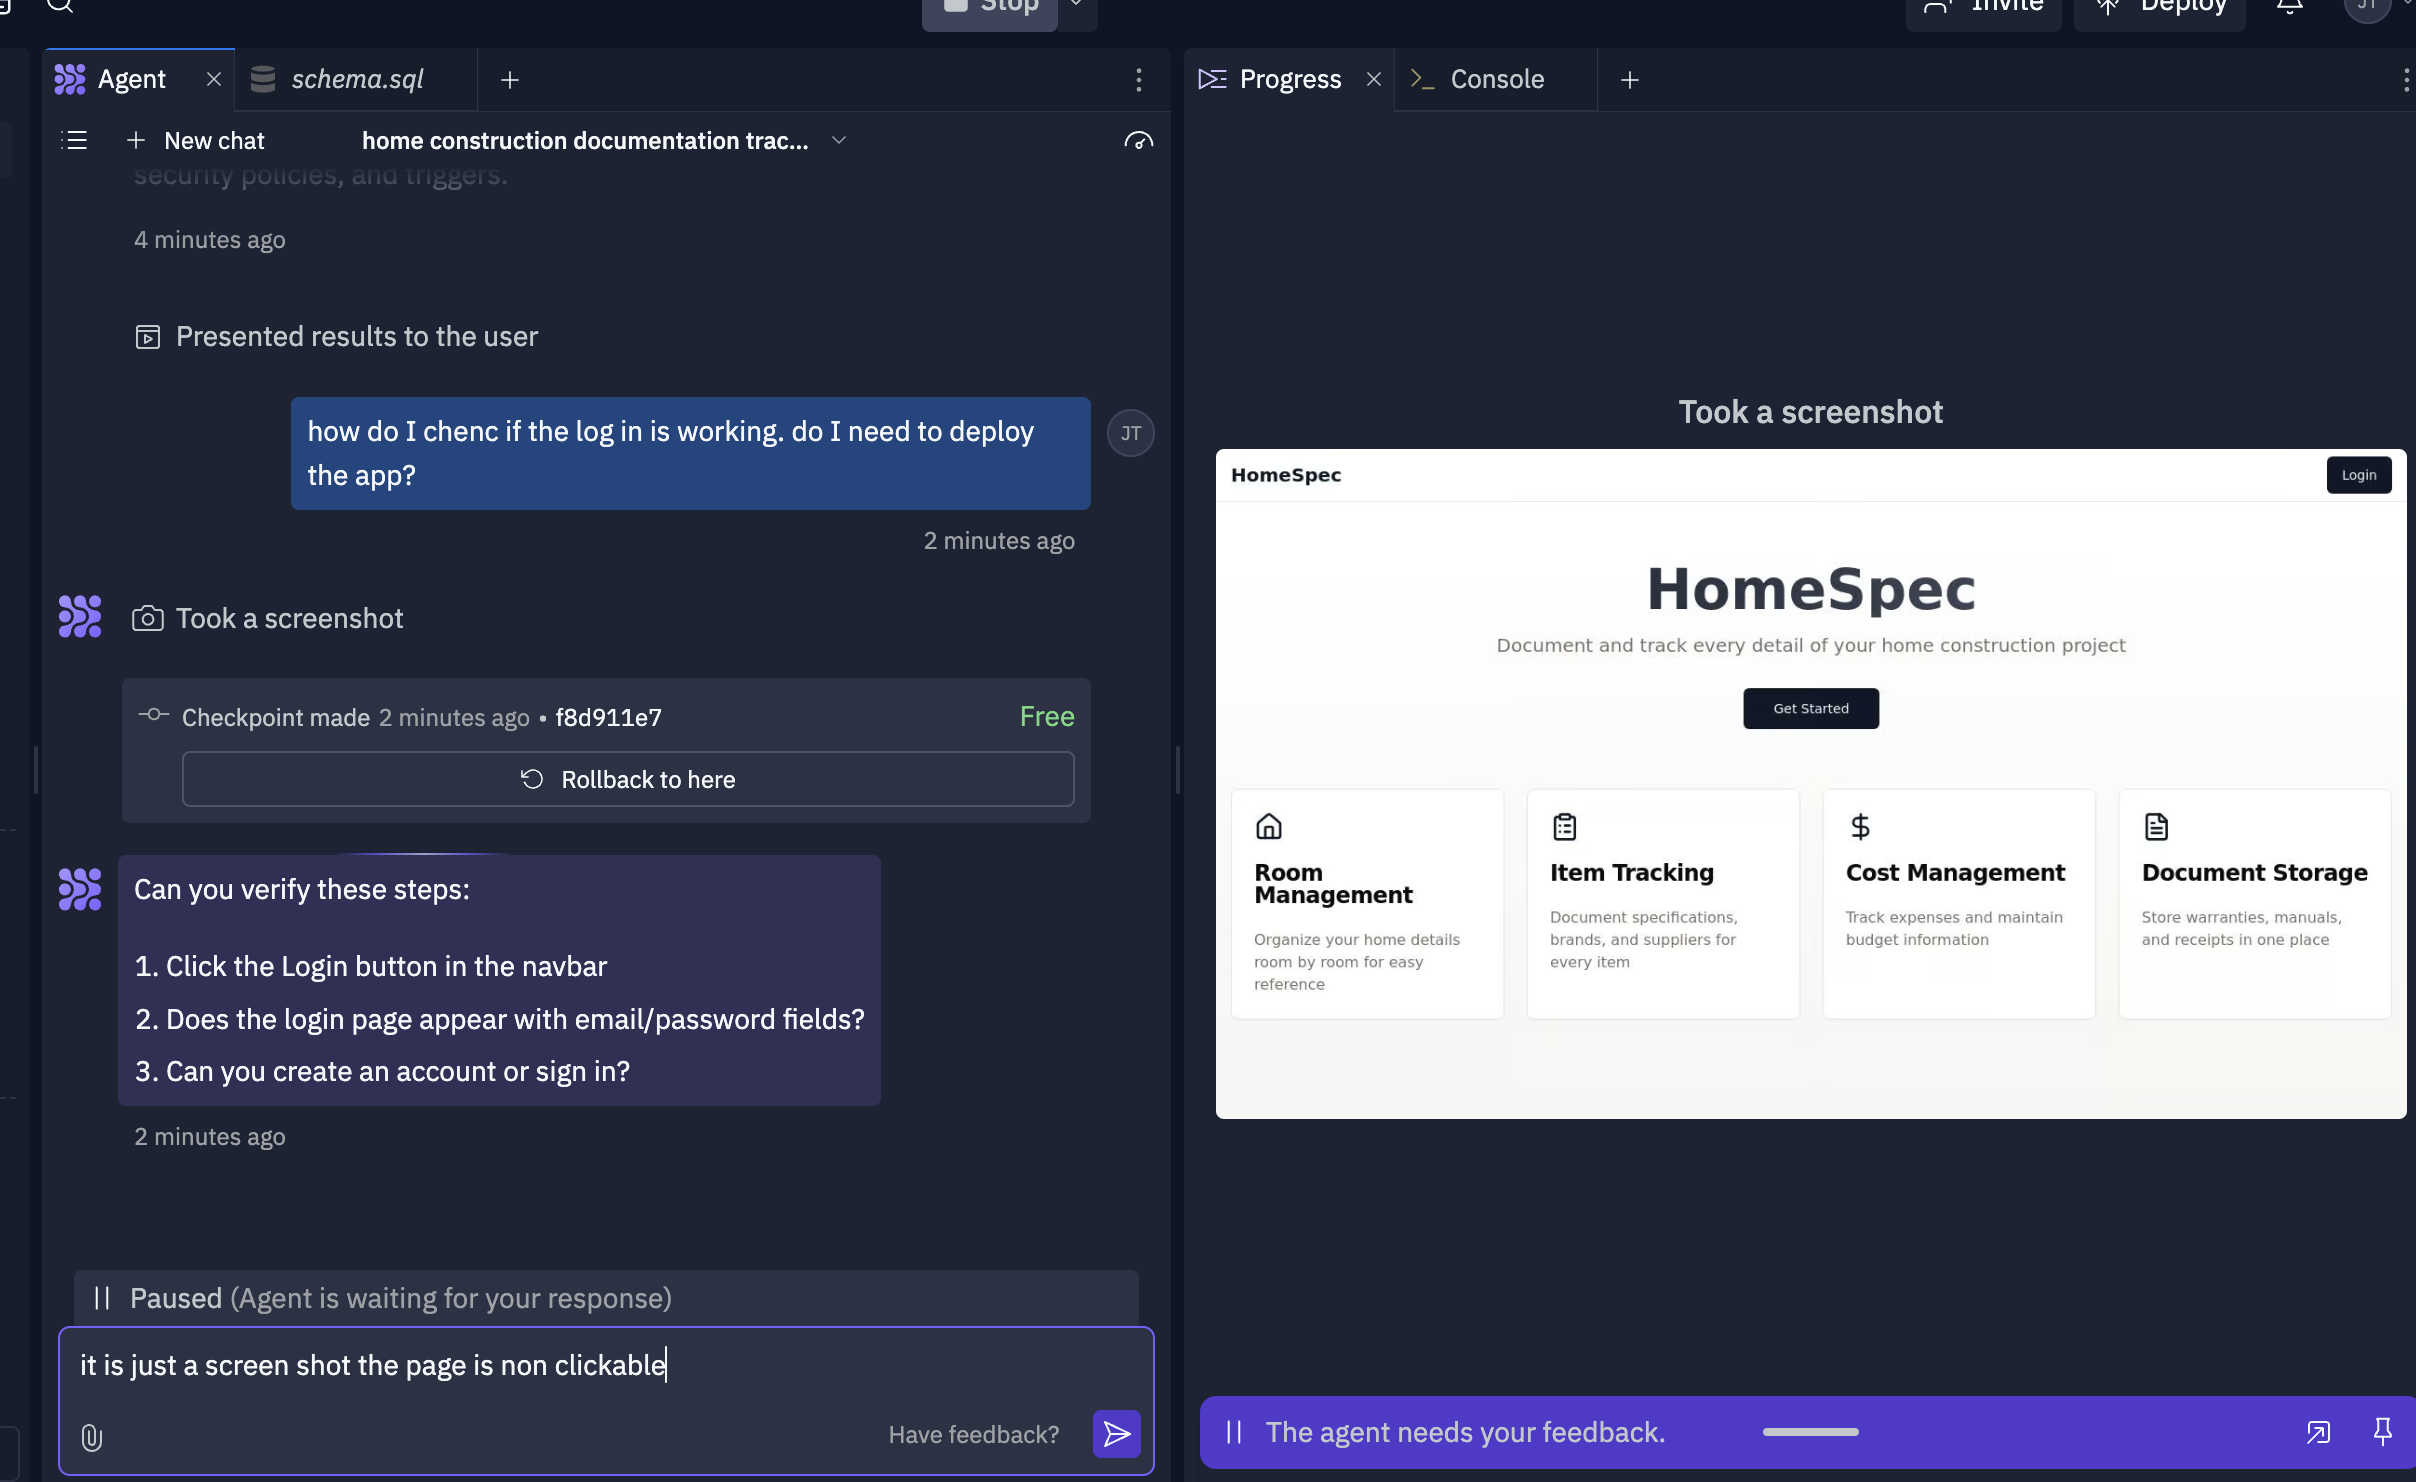 Stop
Invite
Deploy
JT
Agent
schema.sql
Progress
Console
New chat
home construction documentation trac...
security policies, and triggers.
4 minutes ago
Presented results to the user
how do I chenc if the log in is working. do I need to deploy
the app?
JT
2 minutes ago
Took a screenshot
Checkpoint made 2 minutes ago • f8d911e7
Free
Rollback to here
Can you verify these steps:
1. Click the Login button in the navbar
2. Does the login page appear with email/password fields?
3. Can you create an account or sign in?
2 minutes ago
Paused (Agent is waiting for your response)
it is just a screen shot the page is non clickable
Have feedback?
Took a screenshot
HomeSpec
Login
HomeSpec
Document and track every detail of your home construction project
Get Started
Room
Management
Organize your home details
room by room for easy
reference
Item Tracking
Document specifications,
brands, and suppliers for
every item
Cost Management
Track expenses and maintain
budget information
Document Storage
Store warranties, manuals,
and receipts in one place
The agent needs your feedback.